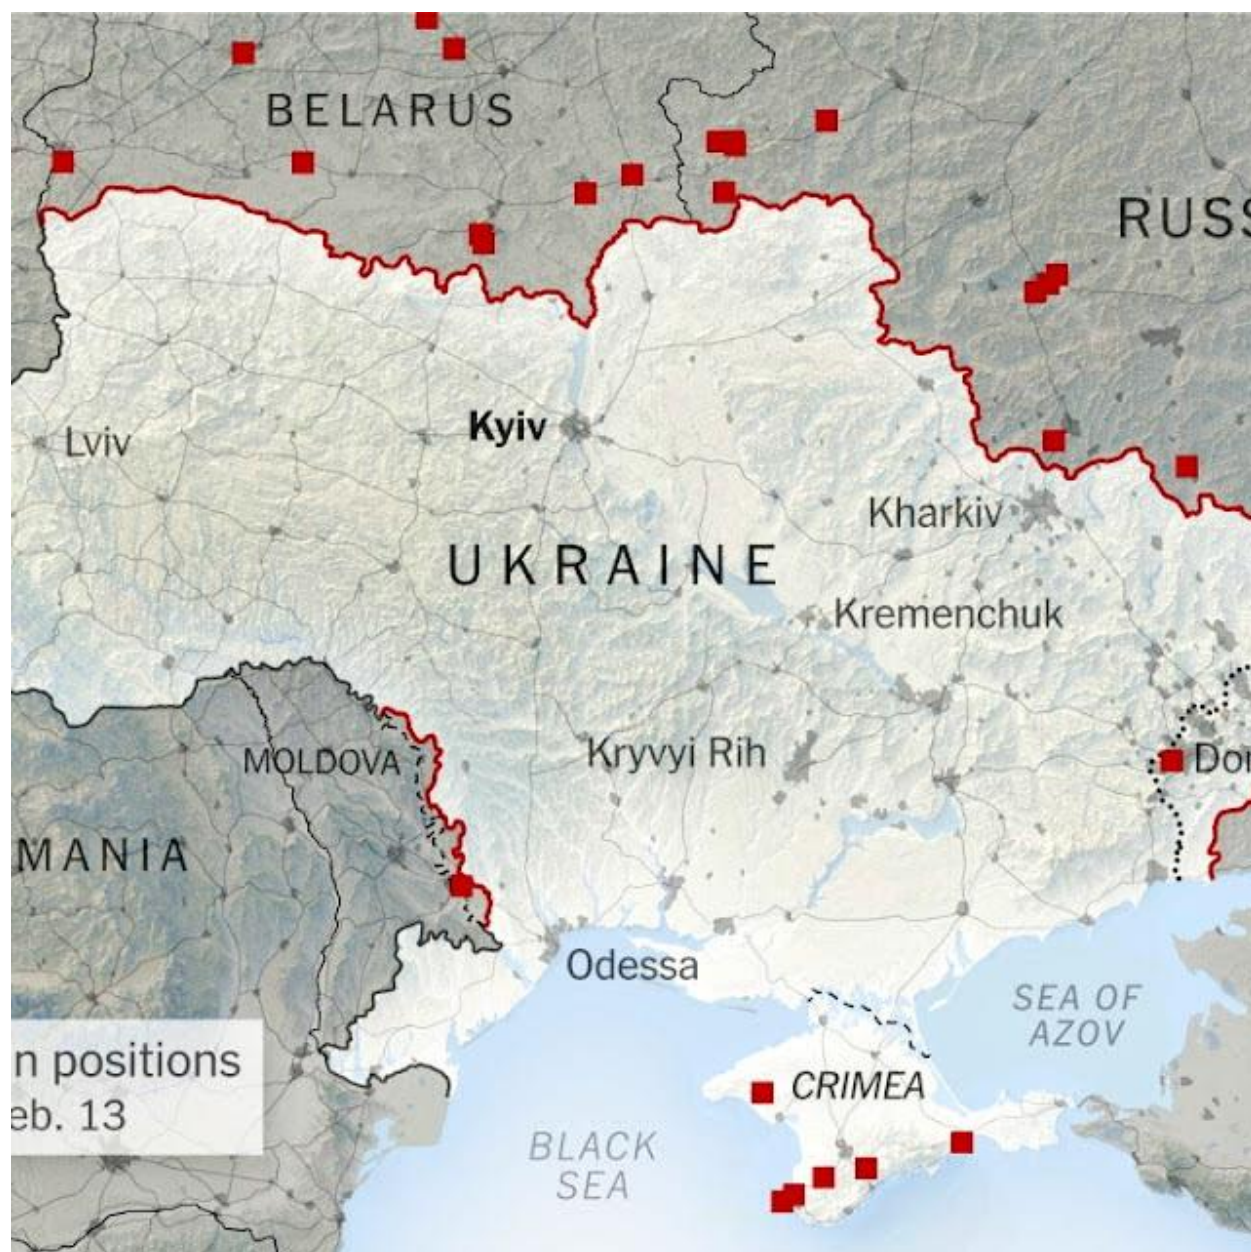 BELARUS
RUSS
Lviv
Kyiv
Kharkiv
UKRAINE
Kremenchuk
MOLDOVA
Kryvyi Rih
Don
MANIA
Odessa
SEA OF
AZOV
n positions
eb. 13
CRIMEA
BLACK
SEA